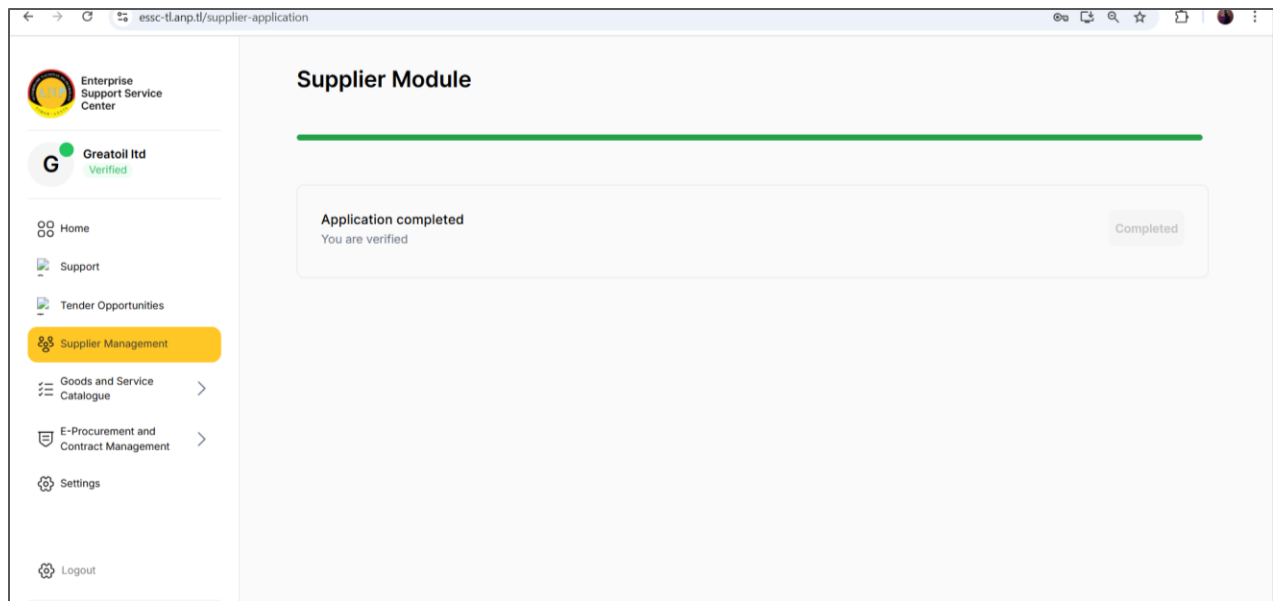 essc-tl.anp.tl/supplier-application
Enterprise
Support Service
Center
Supplier Module
G
Greatoil ltd
Verified
Application completed
You are verified
Completed
Home
Support
Tender Opportunities
Supplier Management
Goods and Service
Catalogue
E-Procurement and
Contract Management
Settings
Logout